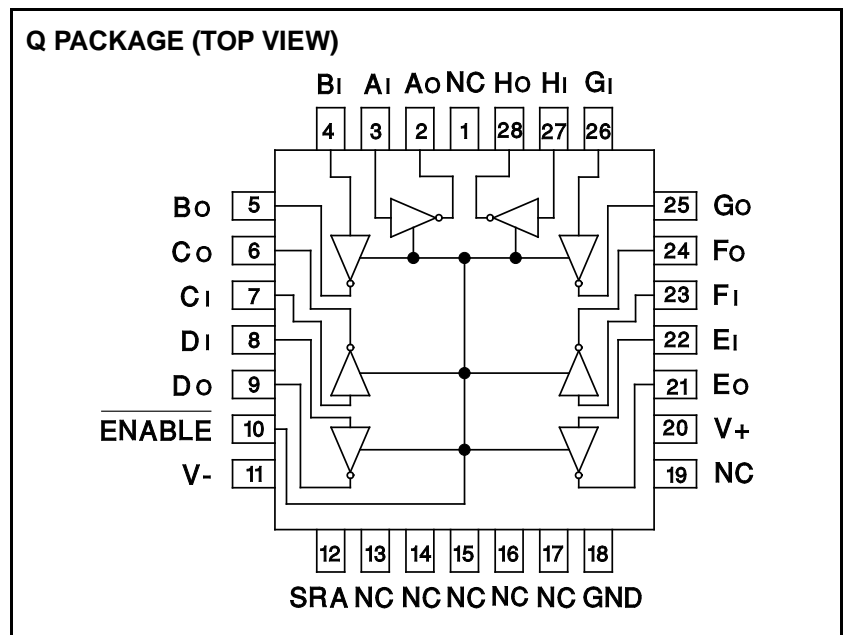 Q PACKAGE (TOP VIEW)
BI AI AO NC HO HI GI
4 3 2 1 28 27 26
BO 5 25 GO
CO 6 24 FO
CI 7 23 FI
DI 8 22 EI
DO 9 21 EO
ENABLE 10 20 V+
V- 11 19 NC
12 13 14 15 16 17 18
SRA NC NC NC NC NC GND